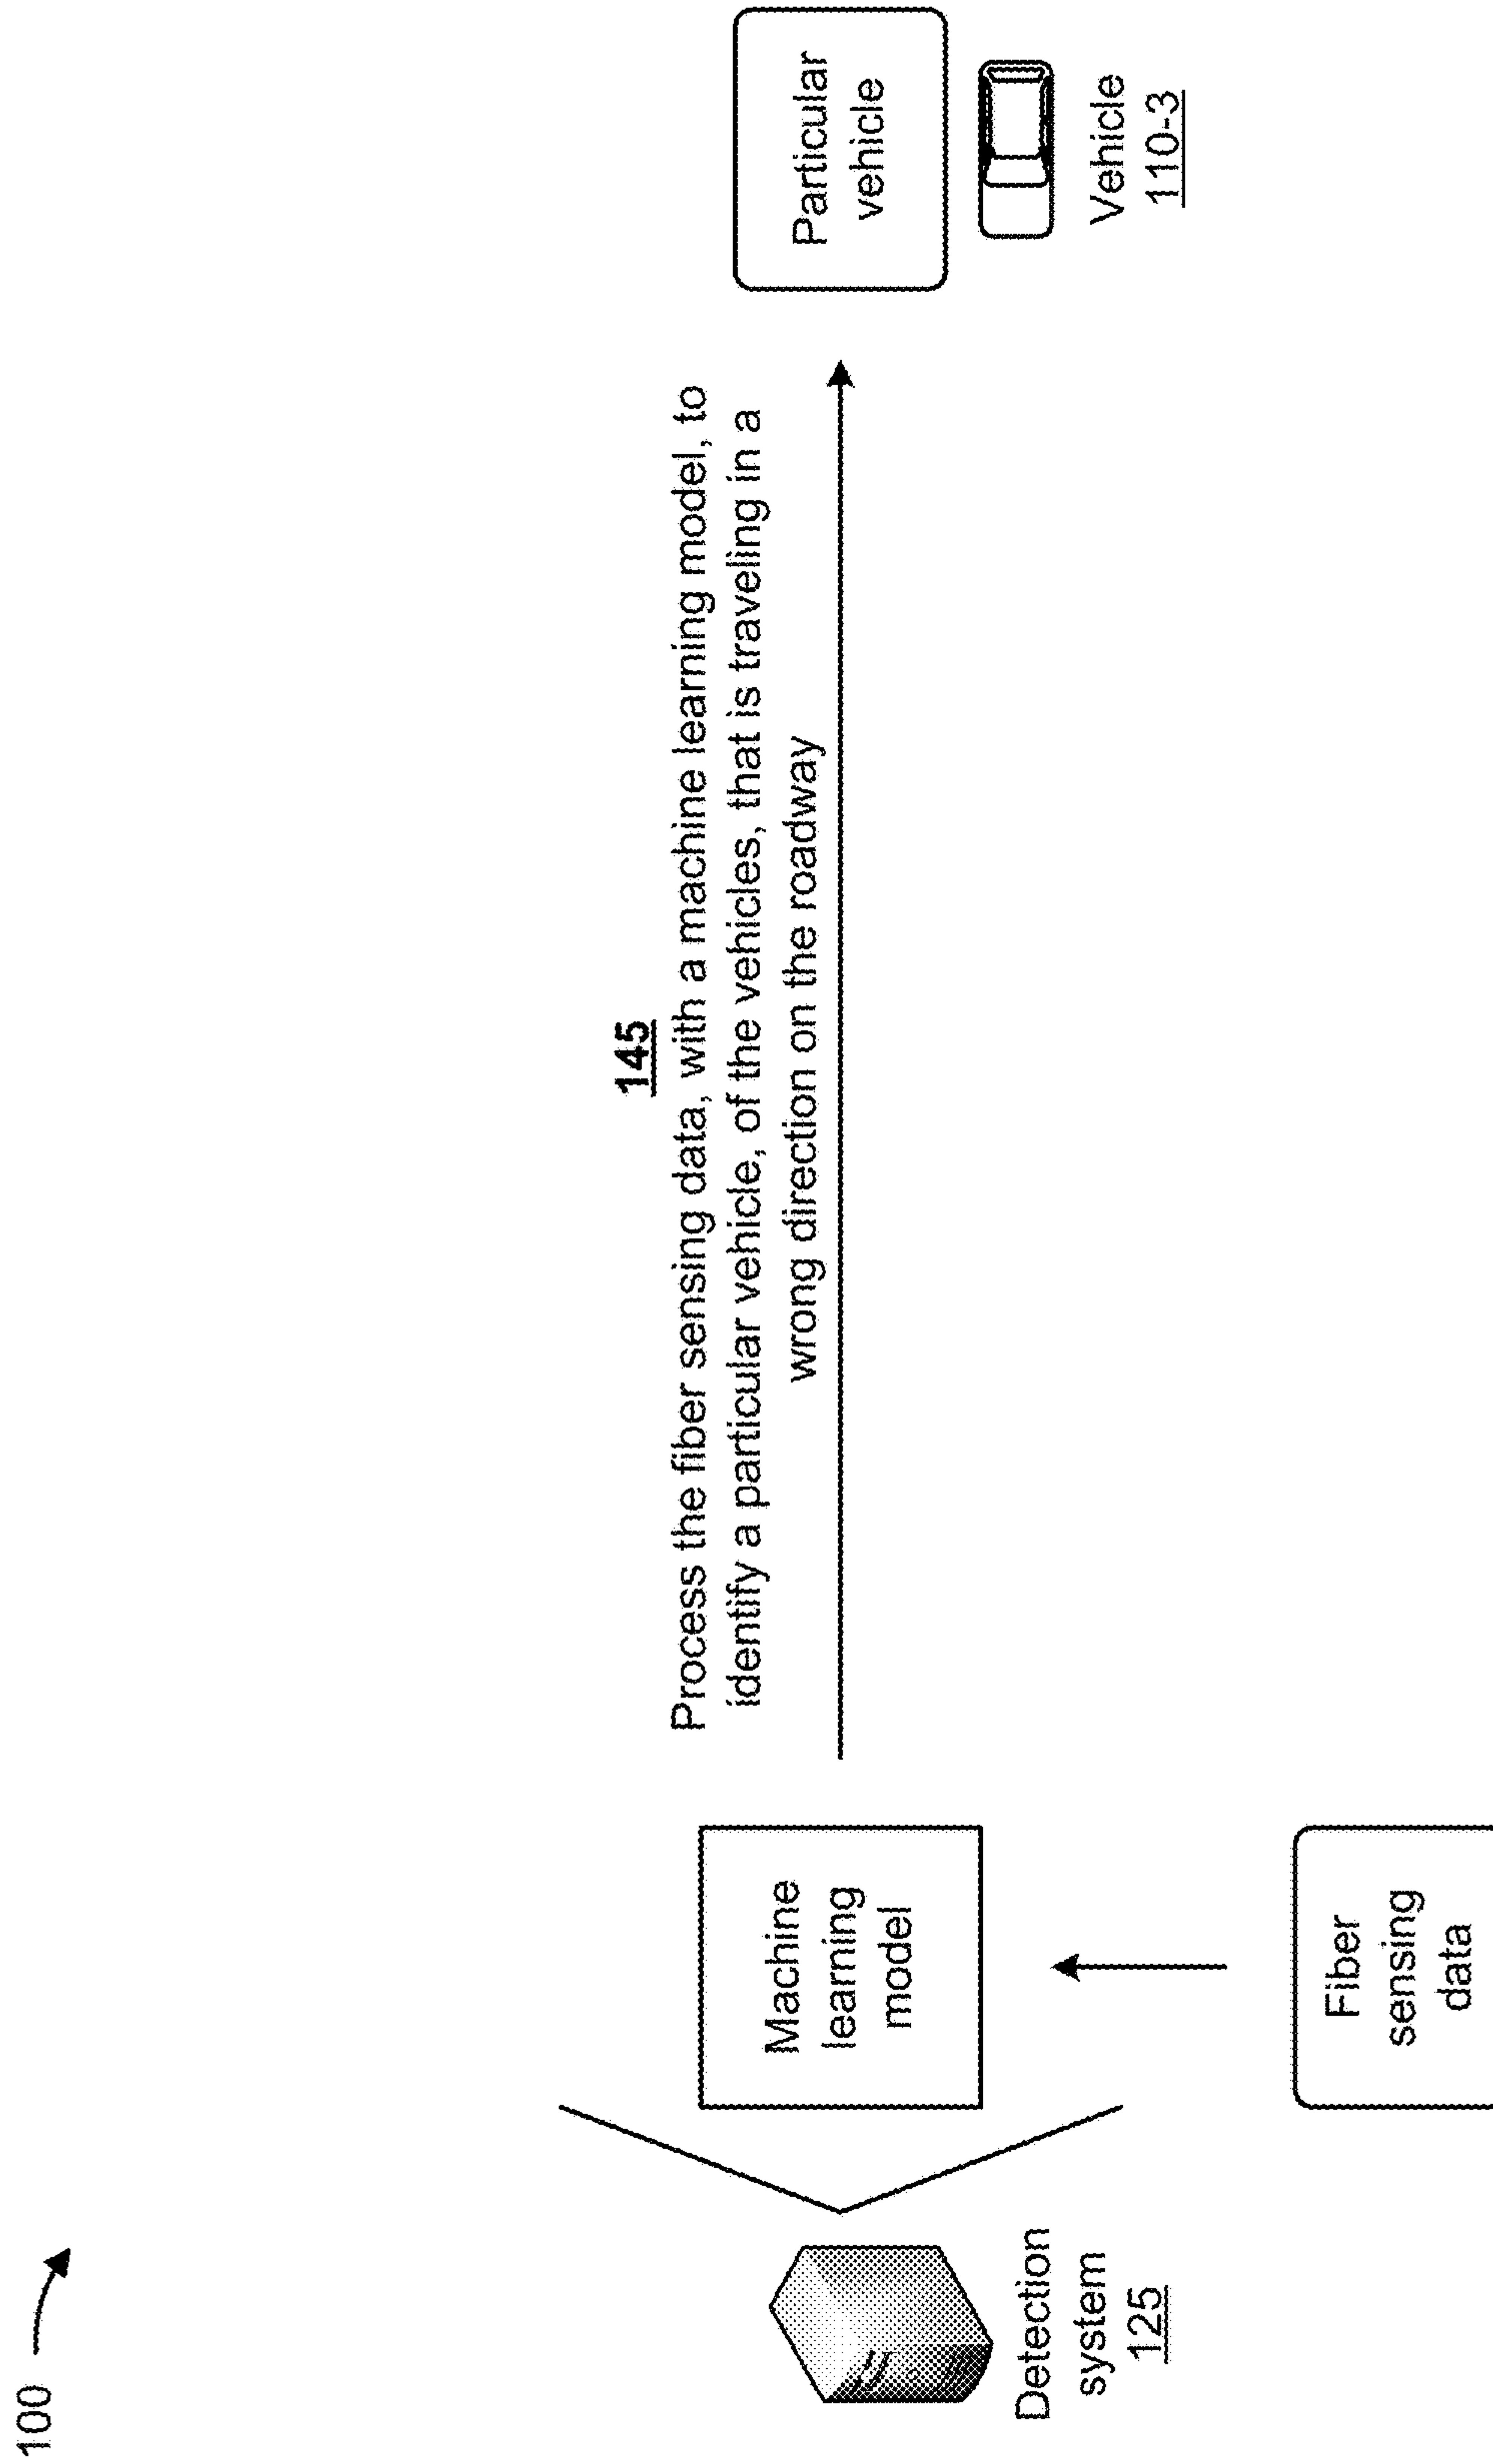 100
145
Process the fiber sensing data, with a machine learning model, to
identify a particular vehicle, of the vehicles, that is traveling in a
wrong direction on the roadway
Detection
system
125
Machine
learning
model
Fiber
sensing
data
Particular
vehicle
Vehicle
110-3